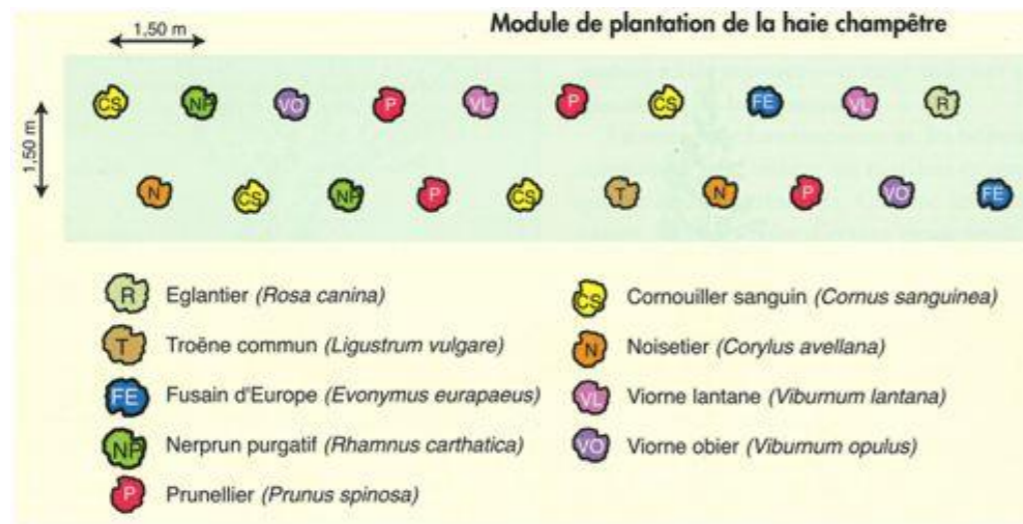 1,50 m
Module de plantation de la haie champêtre
1,50 m
CS NP VO P VL P CS FE VL R
N CS NP P CS T N P VO FE
R Eglantier (Rosa canina)
T Troëne commun (Ligustrum vulgare)
FE Fusain d'Europe (Evonymus eurapaeus)
NP Nerprun purgatif (Rhamnus carthatica)
P Prunellier (Prunus spinosa)
CS Cornouiller sanguin (Cornus sanguinea)
N Noisetier (Corylus avellana)
VL Viorne lantane (Viburnum lantana)
VO Viorne obier (Viburnum opulus)